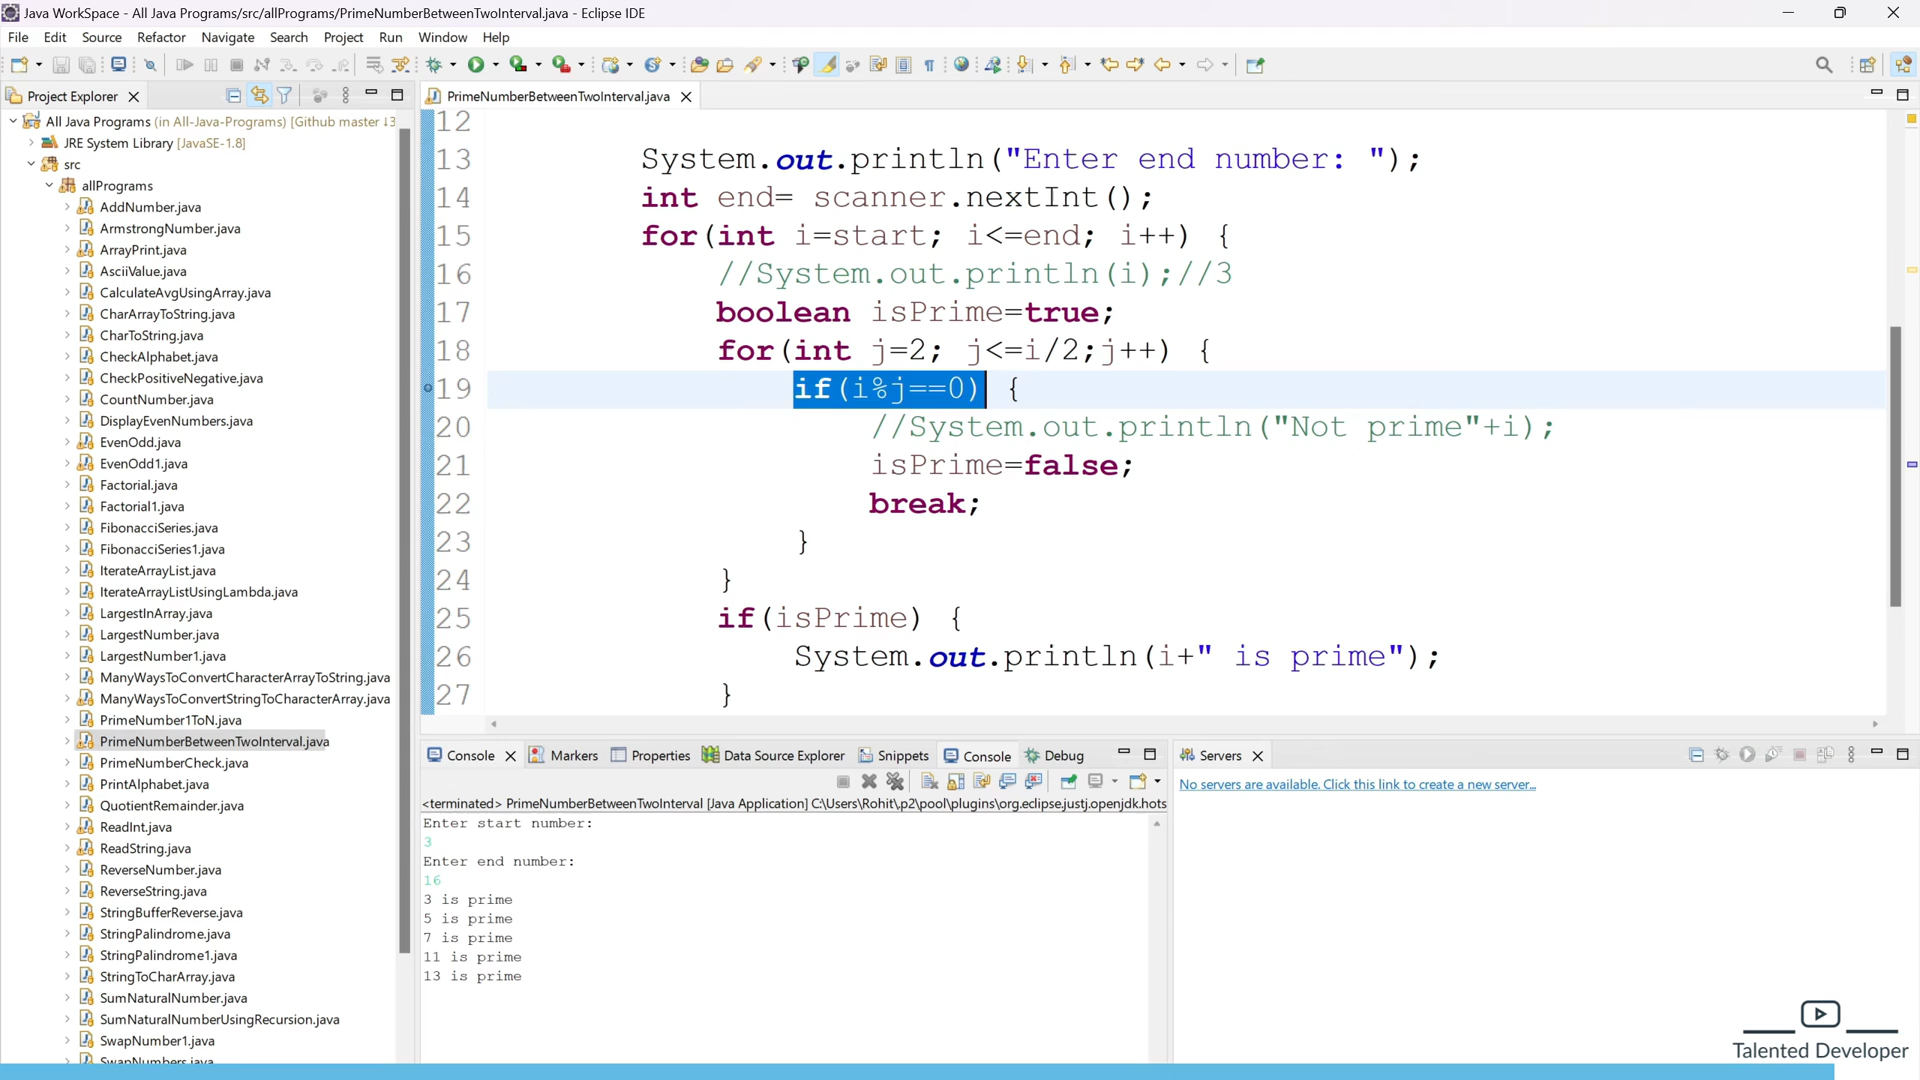 Java WorkSpace - All Java Programs/src/allPrograms/PrimeNumberBetweenTwoInterval.java - Eclipse IDE
File Edit Source Refactor Navigate Search Project Run Window Help
Project Explorer
All Java Programs (in All-Java-Programs) [Github master ↓3
JRE System Library [JavaSE-1.8]
src
allPrograms
AddNumber.java
ArmstrongNumber.java
ArrayPrint.java
AsciiValue.java
CalculateAvgUsingArray.java
CharArrayToString.java
CharToString.java
CheckAlphabet.java
CheckPositiveNegative.java
CountNumber.java
DisplayEvenNumbers.java
EvenOdd.java
EvenOdd1.java
Factorial.java
Factorial1.java
FibonacciSeries.java
FibonacciSeries1.java
IterateArrayList.java
IterateArrayListUsingLambda.java
LargestInArray.java
LargestNumber.java
LargestNumber1.java
ManyWaysToConvertCharacterArrayToString.java
ManyWaysToConvertStringToCharacterArray.java
PrimeNumber1ToN.java
PrimeNumberBetweenTwoInterval.java
PrimeNumberCheck.java
PrintAlphabet.java
QuotientRemainder.java
ReadInt.java
ReadString.java
ReverseNumber.java
ReverseString.java
StringBufferReverse.java
StringPalindrome.java
StringPalindrome1.java
StringToCharArray.java
SumNaturalNumber.java
SumNaturalNumberUsingRecursion.java
SwapNumber1.java
SwapNumbers.java
PrimeNumberBetweenTwoInterval.java
12
13 System.out.println("Enter end number: ");
14 int end= scanner.nextInt();
15 for(int i=start; i<=end; i++) {
16 //System.out.println(i);//3
17 boolean isPrime=true;
18 for(int j=2; j<=i/2;j++) {
19 if(i%j==0) {
20 //System.out.println("Not prime"+i);
21 isPrime=false;
22 break;
23 }
24 }
25 if(isPrime) {
26 System.out.println(i+" is prime");
27 }
Console Markers Properties Data Source Explorer Snippets Console Debug
<terminated> PrimeNumberBetweenTwoInterval [Java Application] C:\Users\Rohit\.p2\pool\plugins\org.eclipse.justj.openjdk.hots
Enter start number:
3
Enter end number:
16
3 is prime
5 is prime
7 is prime
11 is prime
13 is prime
Servers
No servers are available. Click this link to create a new server...
Talented Developer